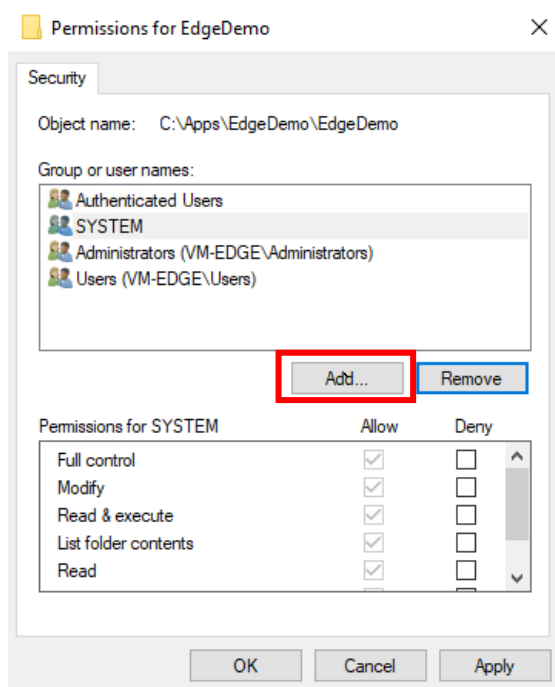 Permissions for EdgeDemo
Security
Object name: C:\Apps\EdgeDemo\EdgeDemo
Group or user names:
Authenticated Users
SYSTEM
Administrators (VM-EDGE\Administrators)
Users (VM-EDGE\Users)
Add...
Remove
Permissions for SYSTEM Allow Deny
Full control
Modify
Read & execute
List folder contents
Read
OK Cancel Apply